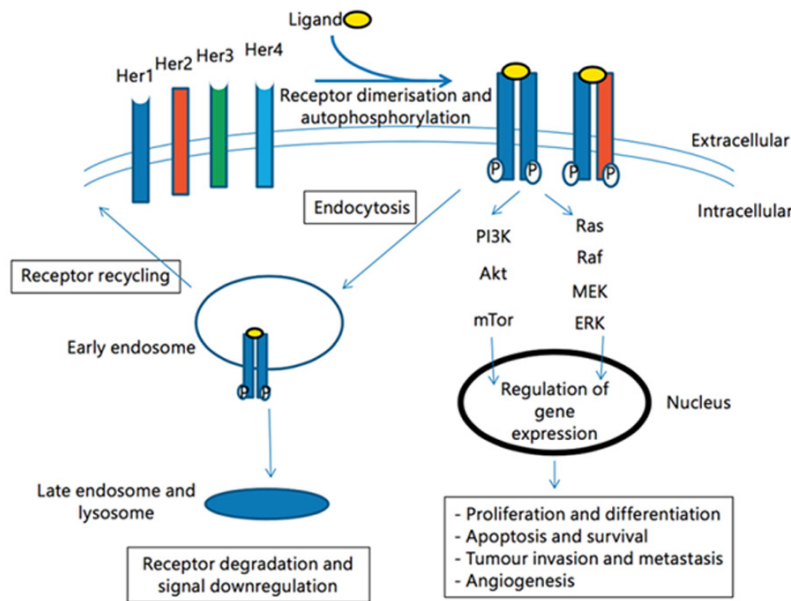 Ligand
Her1
Her2
Her3
Her4
Receptor dimerisation and
autophosphorylation
Extracellular
Intracellular
P
P
P
P
Endocytosis
Receptor recycling
PI3K
Akt
mTor
Ras
Raf
MEK
ERK
Early endosome
P
P
Regulation of
gene
expression
Nucleus
Late endosome and
lysosome
Receptor degradation and
signal downregulation
- Proliferation and differentiation
- Apoptosis and survival
- Tumour invasion and metastasis
- Angiogenesis